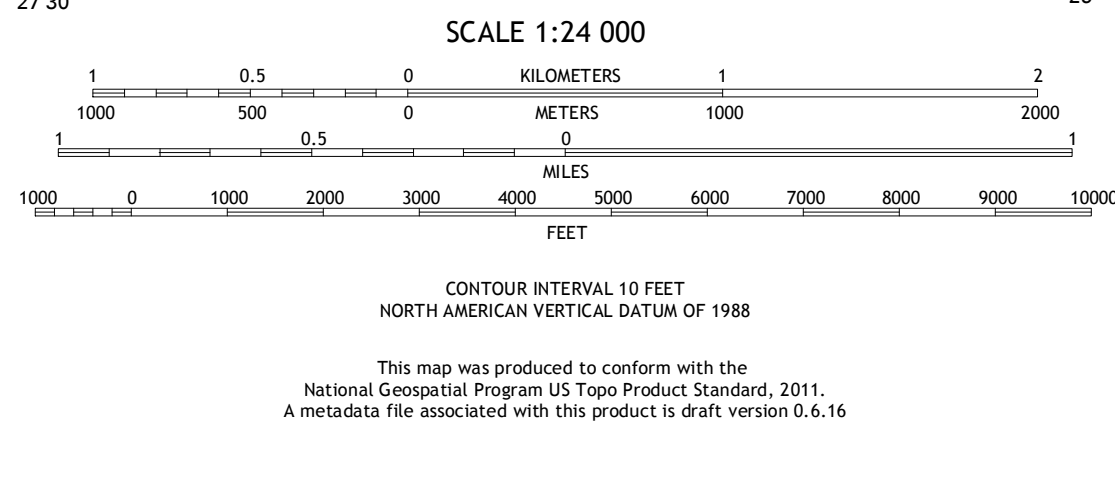 27'30"
SCALE 1:24 000
1 0.5 0 KILOMETERS 1 2
1000 500 0 METERS 1000 2000
1 0.5 0 1
MILES
1000 0 1000 2000 3000 4000 5000 6000 7000 8000 9000 10000
FEET
CONTOUR INTERVAL 10 FEET
NORTH AMERICAN VERTICAL DATUM OF 1988
This map was produced to conform with the
National Geospatial Program US Topo Product Standard, 2011.
A metadata file associated with this product is draft version 0.6.16